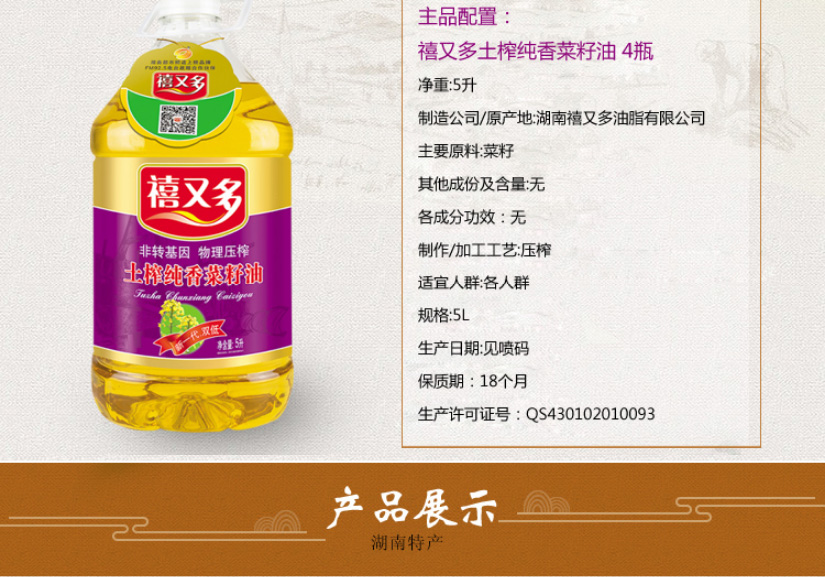 主品配置：
禧又多土榨纯香菜籽油 4瓶
净重:5升
制造公司/原产地:湖南禧又多油脂有限公司
主要原料:菜籽
其他成份及含量:无
各成分功效：无
制作/加工工艺:压榨
适宜人群:各人群
规格:5L
生产日期:见喷码
保质期：18个月
生产许可证号：QS430102010093
禧又多
禧又多
非转基因 物理压榨
土榨纯香菜籽油
Tuzha Chunxiang Caiziyou
新一代 双低
净含量:5升
产品展示
湖南特产